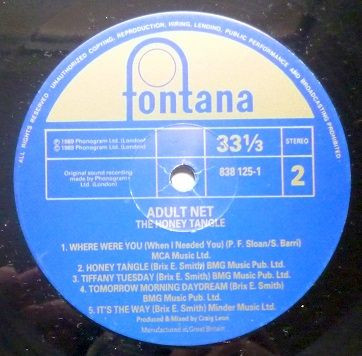 ALL RIGHTS RESERVED UNAUTHORIZED COPYING, REPRODUCTION, HIRING, LENDING, PUBLIC PERFORMANCE AND BROADCASTING PROHIBITED.
fontana
℗ 1989 Phonogram Ltd. (London)
© 1989 Phonogram Ltd. (London)
Original sound recording
made by Phonogram
Ltd. (London)
33⅓
STEREO
838 125-1
2
ADULT NET
THE HONEY TANGLE
1. WHERE WERE YOU (When I Needed You) (P. F. Sloan/S. Barri)
MCA Music Ltd.
2. HONEY TANGLE (Brix E. Smith) BMG Music Pub. Ltd.
3. TIFFANY TUESDAY (Brix E. Smith) BMG Music Pub. Ltd.
4. TOMORROW MORNING DAYDREAM (Brix E. Smith)
BMG Music Pub. Ltd.
5. IT'S THE WAY (Brix E. Smith) Minder Music Ltd.
Produced & Mixed by Craig Leon
Manufactured in Great Britain